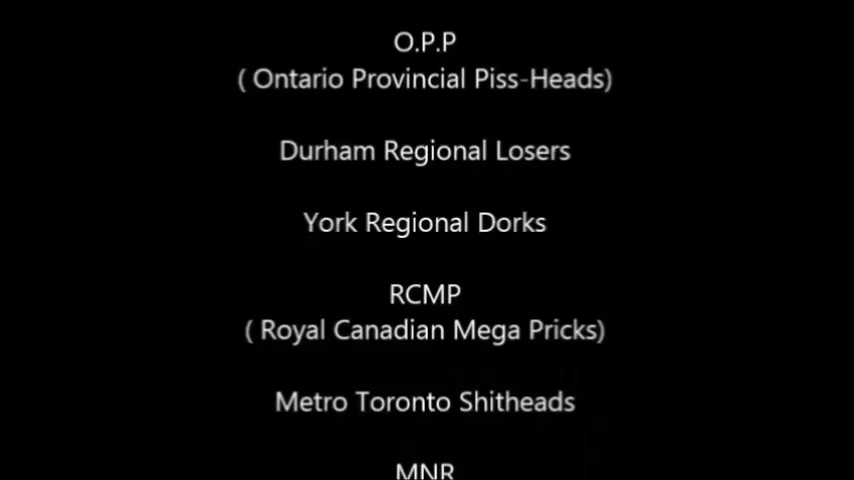 O.P.P
( Ontario Provincial Piss-Heads)
Durham Regional Losers
York Regional Dorks
RCMP
( Royal Canadian Mega Pricks)
Metro Toronto Shitheads
MNR